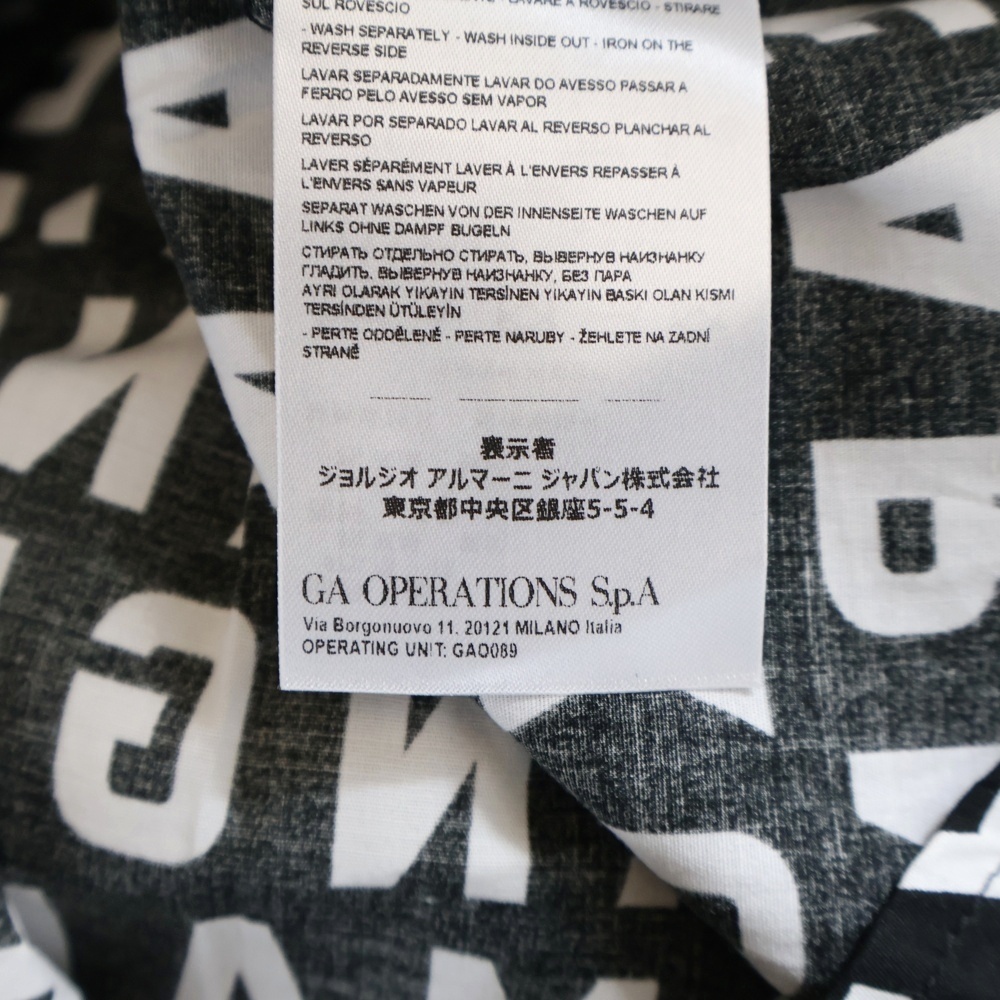 SUL ROVESCIO - LAVARE A ROVESCIO - STIRARE
- WASH SEPARATELY - WASH INSIDE OUT - IRON ON THE
REVERSE SIDE
LAVAR SEPARADAMENTE LAVAR DO AVESSO PASSAR A
FERRO PELO AVESSO SEM VAPOR
LAVAR POR SEPARADO LAVAR AL REVERSO PLANCHAR AL
REVERSO
LAVER SÉPARÉMENT LAVER À L'ENVERS REPASSER À
L'ENVERS SANS VAPEUR
SEPARAT WASCHEN VON DER INNENSEITE WASCHEN AUF
LINKS OHNE DAMPF BUGELN
СТИРАТЬ ОТДЕЛЬНО СТИРАТЬ, ВЫВЕРНУВ НАИЗНАНКУ
ГЛАДИТЬ, ВЫВЕРНУВ НАИЗНАНКУ, БЕЗ ПАРА
AYRI OLARAK YIKAYIN TERSİNEN YIKAYIN BASKI OLAN KISMI
TERSİNDEN ÜTÜLEYİN
- PERTE ODDĚLENĚ - PERTE NARUBY - ŽEHLETE NA ZADNÍ
STRANĚ
表示者
ジョルジオ アルマーニ ジャパン株式会社
東京都中央区銀座5-5-4
GA OPERATIONS S.p.A
Via Borgonuovo 11, 20121 MILANO Italia
OPERATING UNIT: GAO089